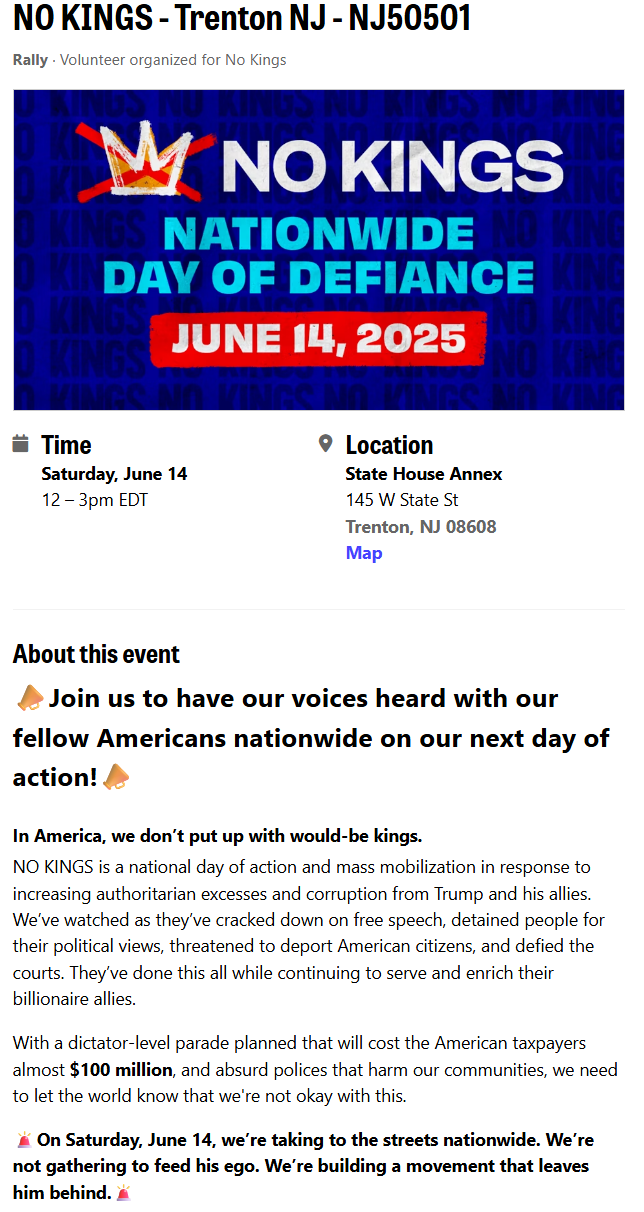 NO KINGS - Trenton NJ - NJ50501
Rally · Volunteer organized for No Kings
NO KINGS
NATIONWIDE
DAY OF DEFIANCE
JUNE 14, 2025
Time
Saturday, June 14
12 – 3pm EDT
Location
State House Annex
145 W State St
Trenton, NJ 08608
Map
About this event
📣Join us to have our voices heard with our
fellow Americans nationwide on our next day of
action!📣
In America, we don’t put up with would-be kings.
NO KINGS is a national day of action and mass mobilization in response to
increasing authoritarian excesses and corruption from Trump and his allies.
We’ve watched as they’ve cracked down on free speech, detained people for
their political views, threatened to deport American citizens, and defied the
courts. They’ve done this all while continuing to serve and enrich their
billionaire allies.
With a dictator-level parade planned that will cost the American taxpayers
almost $100 million, and absurd polices that harm our communities, we need
to let the world know that we're not okay with this.
🚨On Saturday, June 14, we’re taking to the streets nationwide. We’re
not gathering to feed his ego. We’re building a movement that leaves
him behind.🚨